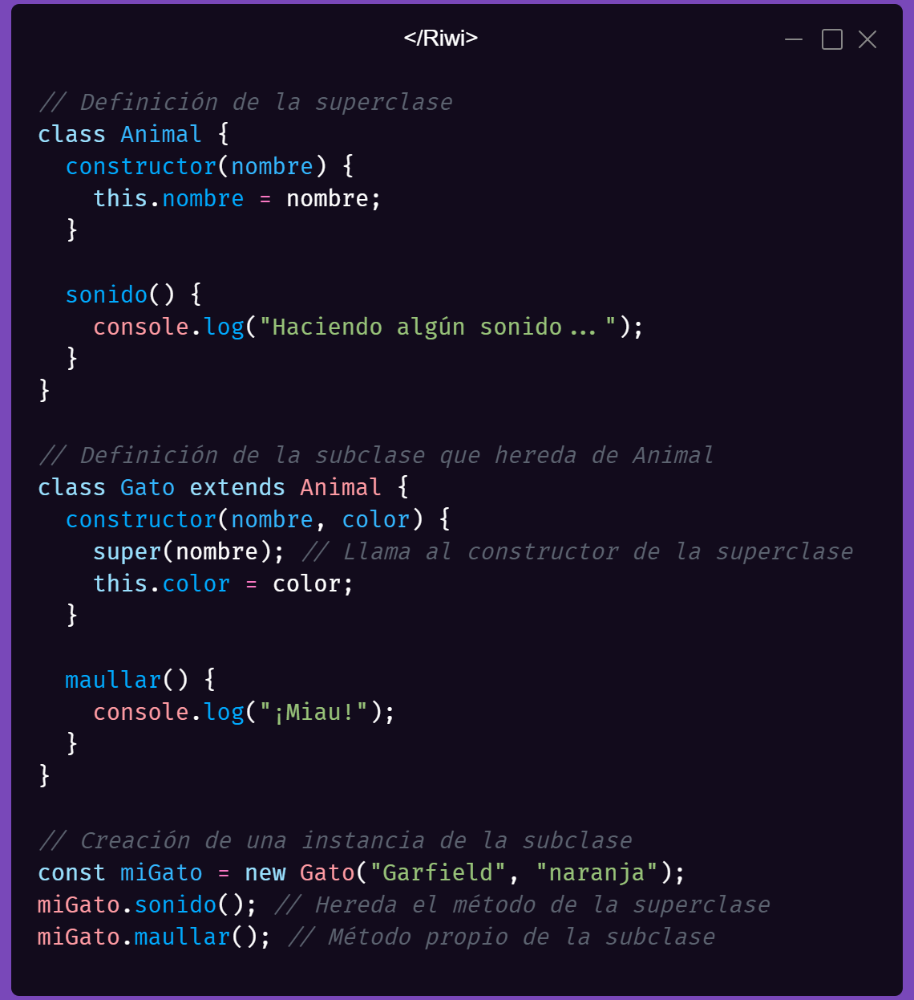 </Riwi>
// Definición de la superclase
class Animal {
  constructor(nombre) {
    this.nombre = nombre;
  }

  sonido() {
    console.log("Haciendo algún sonido...");
  }
}

// Definición de la subclase que hereda de Animal
class Gato extends Animal {
  constructor(nombre, color) {
    super(nombre); // Llama al constructor de la superclase
    this.color = color;
  }

  maullar() {
    console.log("¡Miau!");
  }
}

// Creación de una instancia de la subclase
const miGato = new Gato("Garfield", "naranja");
miGato.sonido(); // Hereda el método de la superclase
miGato.maullar(); // Método propio de la subclase